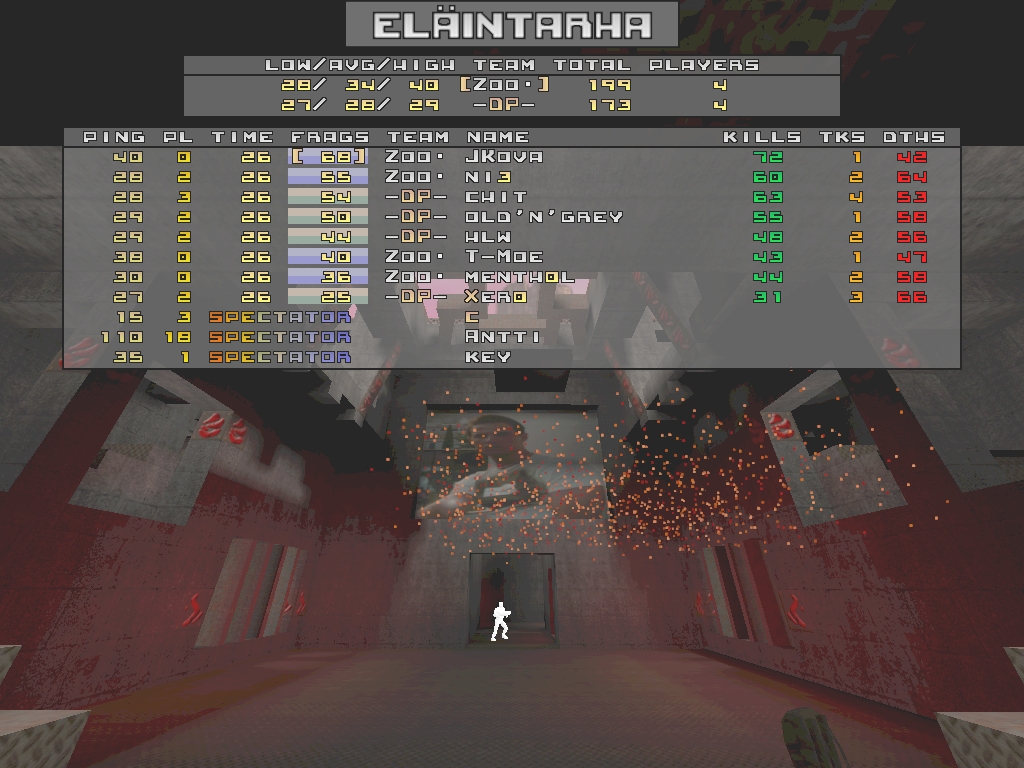 ELÄINTARHA
LOW/AVG/HIGH TEAM TOTAL PLAYERS
28/ 34/ 40 [ZOO·] 199 4
27/ 28/ 29 -DP- 173 4
PING PL TIME FRAGS TEAM NAME KILLS TKS DTHS
40 0 26 [ 68] ZOO· JKOVA 72 1 42
28 2 26 55 ZOO· NI3 60 2 64
28 3 26 54 -DP- CHIT 63 4 53
29 2 26 50 -DP- OLD'N'GREY 55 1 58
29 2 26 44 -DP- HLW 48 2 56
38 0 26 40 ZOO· T-MOE 43 1 47
30 0 26 36 ZOO· MENTHOL 44 2 58
27 2 26 25 -DP- XERO 31 3 66
15 3 SPECTATOR C
110 18 SPECTATOR ANTTI
35 1 SPECTATOR KEY